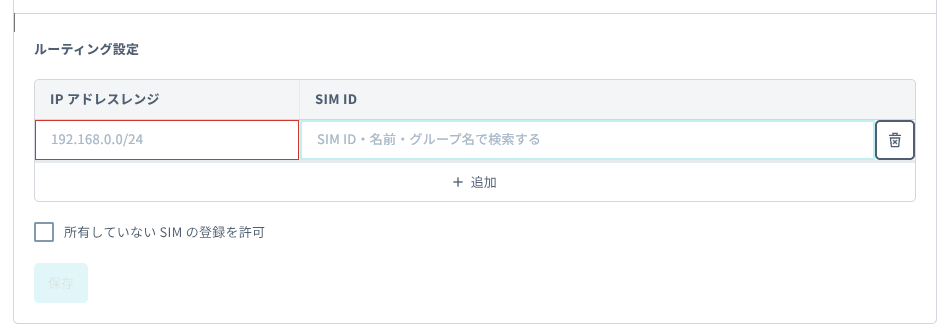 ルーティング設定
IP アドレスレンジ
SIM ID
192.168.0.0/24
SIM ID・名前・グループ名で検索する
+ 追加
所有していない SIM の登録を許可
保存